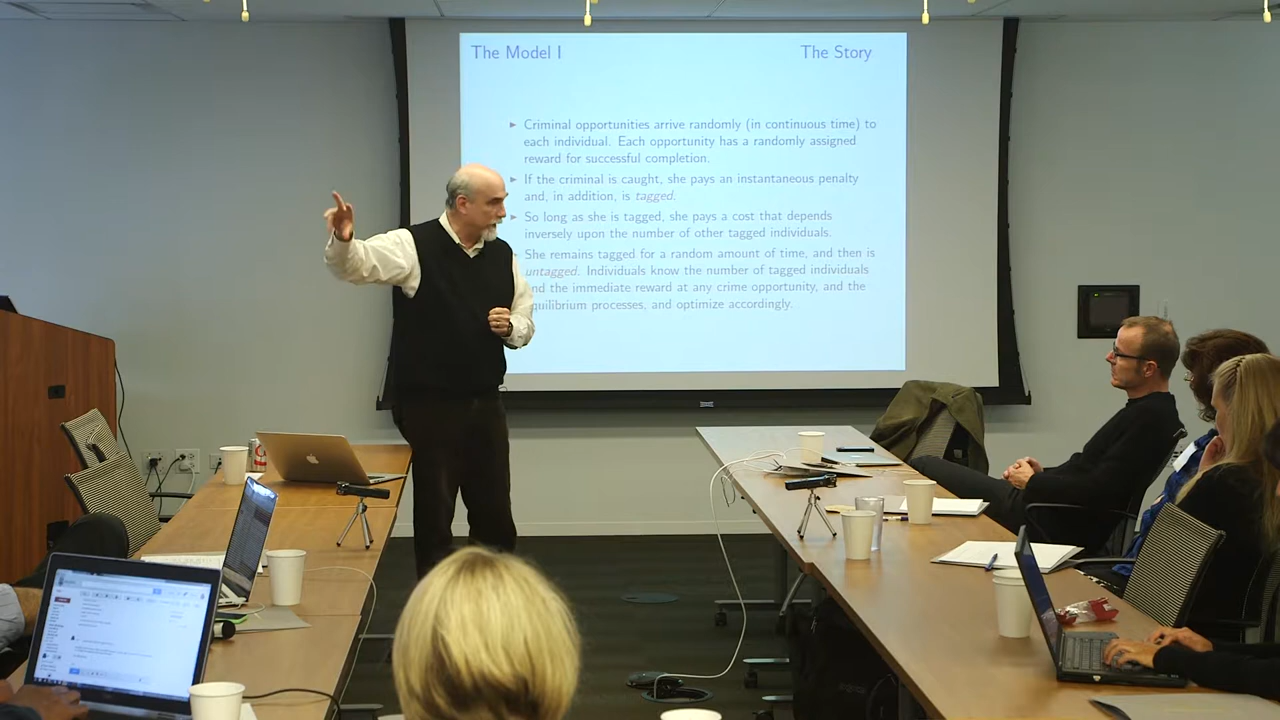 The Model I
The Story
Criminal opportunities arrive randomly (in continuous time) to
each individual. Each opportunity has a randomly assigned
reward for successful completion.
If the criminal is caught, she pays an instantaneous penalty
and, in addition, is tagged.
So long as she is tagged, she pays a cost that depends
inversely upon the number of other tagged individuals.
She remains tagged for a random amount of time, and then is
untagged. Individuals know the number of tagged individuals
and the immediate reward at any crime opportunity, and the
equilibrium processes, and optimize accordingly.